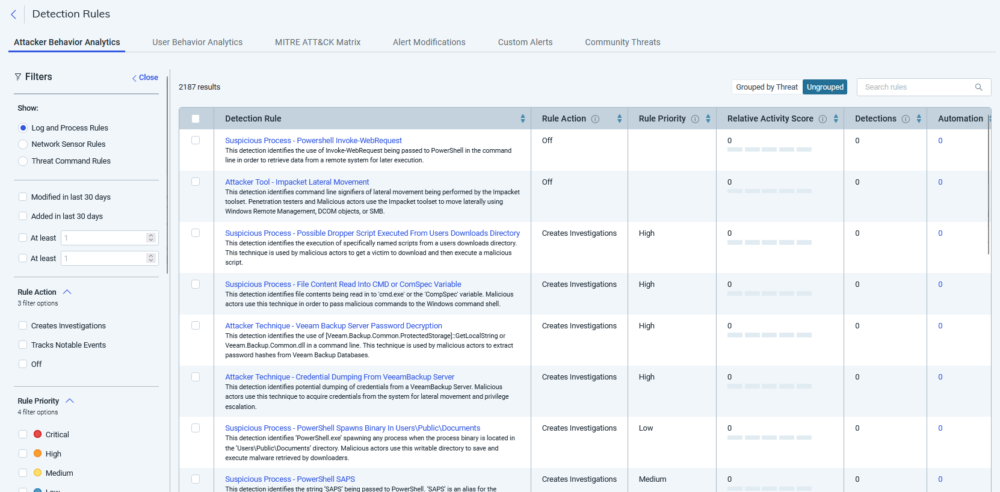 Detection Rules
Attacker Behavior Analytics
User Behavior Analytics
MITRE ATT&CK Matrix
Alert Modifications
Custom Alerts
Community Threats
Filters
Close
Show:
Log and Process Rules
Network Sensor Rules
Threat Command Rules
Modified in last 30 days
Added in last 30 days
At least 1
At least 1
Rule Action
3 filter options
Creates Investigations
Tracks Notable Events
Off
Rule Priority
4 filter options
Critical
High
Medium
Low
2187 results
Grouped by Threat
Ungrouped
Search rules
Detection Rule
Rule Action
Rule Priority
Relative Activity Score
Detections
Automation
Suspicious Process - Powershell Invoke-WebRequest
This detection identifies the use of Invoke-WebRequest being passed to PowerShell in the command
line in order to retrieve data from a remote system for later execution.
Off
0
0
0
Attacker Tool - Impacket Lateral Movement
This detection identifies command line signifiers of lateral movement being performed by the Impacket
toolset. Penetration testers and Malicious actors use the Impacket toolset to move laterally using
Windows Remote Management, DCOM objects, or SMB.
Off
0
0
0
Suspicious Process - Possible Dropper Script Executed From Users Downloads Directory
This detection identifies the execution of specifically named scripts from a users downloads directory.
This technique is used by malicious actors to get a victim to download and then execute a malicious
script.
Creates Investigations
High
0
0
0
Suspicious Process - File Content Read Into CMD or ComSpec Variable
This detection identifies file contents being read in to 'cmd.exe' or the 'CompSpec' variable. Malicious
actors use this technique in order to pass malicious commands to the Windows command shell.
Creates Investigations
High
0
0
0
Attacker Technique - Veeam Backup Server Password Decryption
This detection identifies the use of [Veeam.Backup.Common.ProtectedStorage]::GetLocalString or
Veeam.Backup.Common.dll in a command line. This technique is used by malicious actors to extract
password hashes from Veeam Backup Databases.
Creates Investigations
High
0
0
0
Attacker Technique - Credential Dumping From VeeamBackup Server
This detection identifies potential dumping of credentials from a VeeamBackup Server. Malicious
actors use this technique to acquire credentials from the system for lateral movement and privilege
escalation.
Creates Investigations
High
0
0
0
Suspicious Process - PowerShell Spawns Binary In Users\Public\Documents
This detection identifies ‘PowerShell.exe’ spawning any process when the process binary is located in
the ‘Users\Public\Documents’ directory. Malicious actors use this writable directory to save and
execute malware retrieved by downloaders.
Creates Investigations
Low
0
0
0
Suspicious Process - PowerShell SAPS
This detection identifies the string ‘SAPS’ being passed to PowerShell. ‘SAPS’ is an alias for the
Creates Investigations
Medium
0
0
0